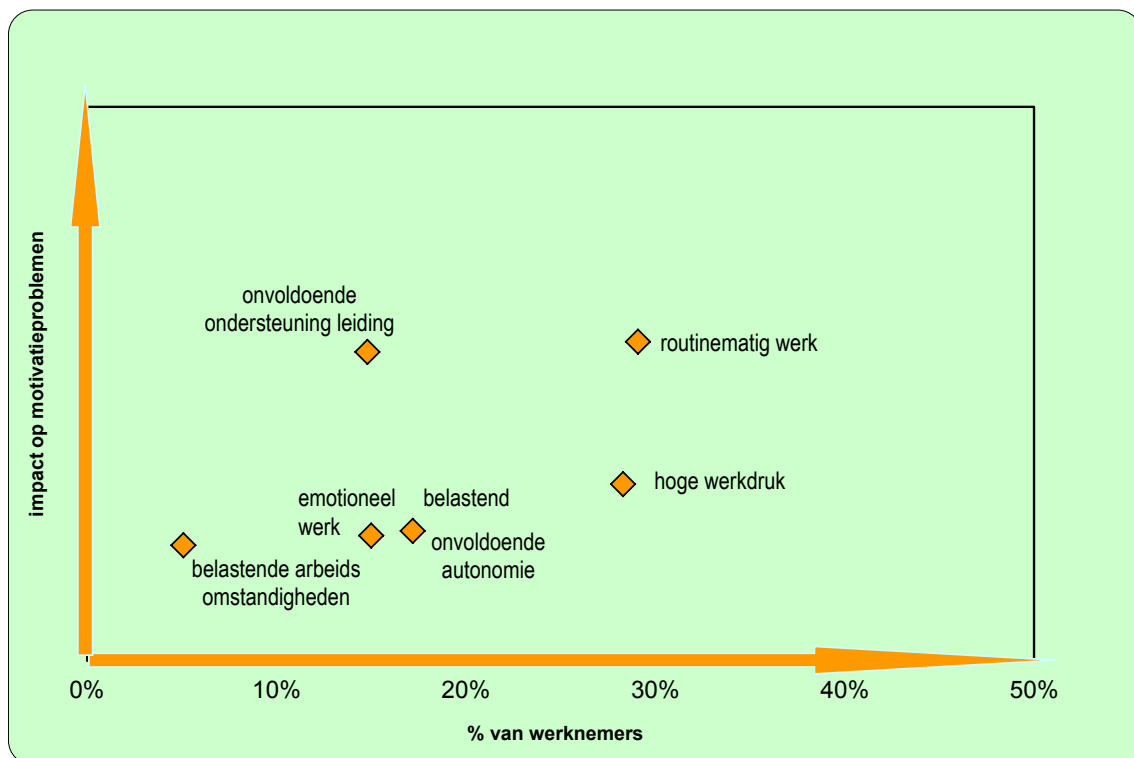 impact op motivatieproblemen
onvoldoende
ondersteuning leiding
routinematig werk
hoge werkdruk
emotioneel belastend
werk
onvoldoende
autonomie
belastende arbeids
omstandigheden
0% 10% 20% 30% 40% 50%
% van werknemers